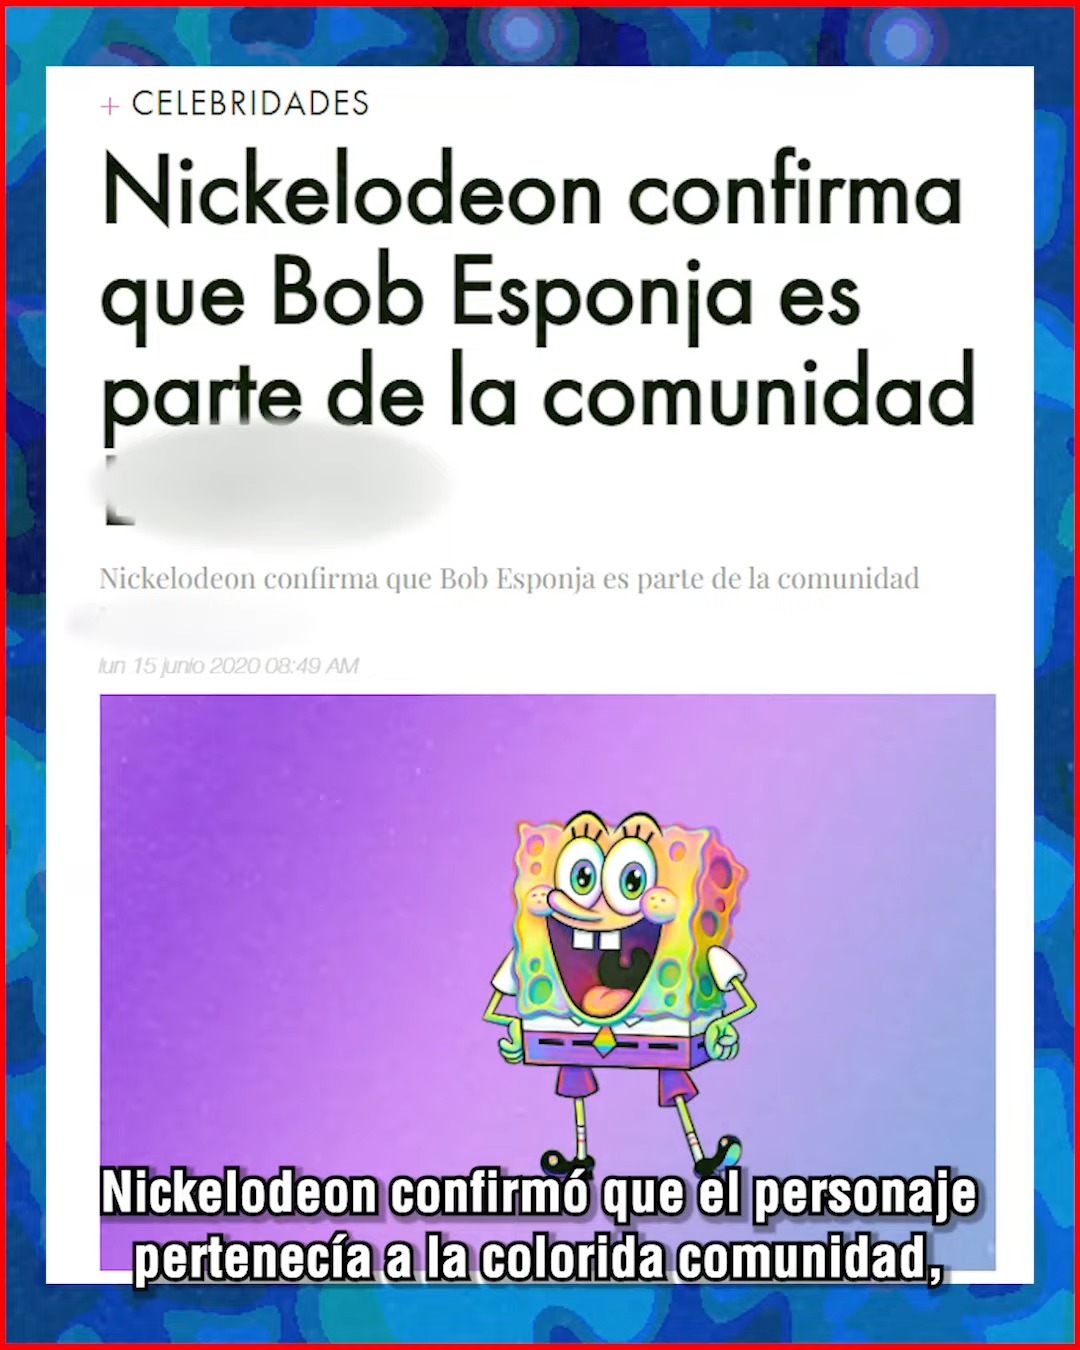 + CELEBRIDADES
Nickelodeon confirma
que Bob Esponja es
parte de la comunidad
Nickelodeon confirma que Bob Esponja es parte de la comunidad
lun 15 junio 2020 08:49 AM
Nickelodeon confirmó que el personaje
pertenecía a la colorida comunidad,